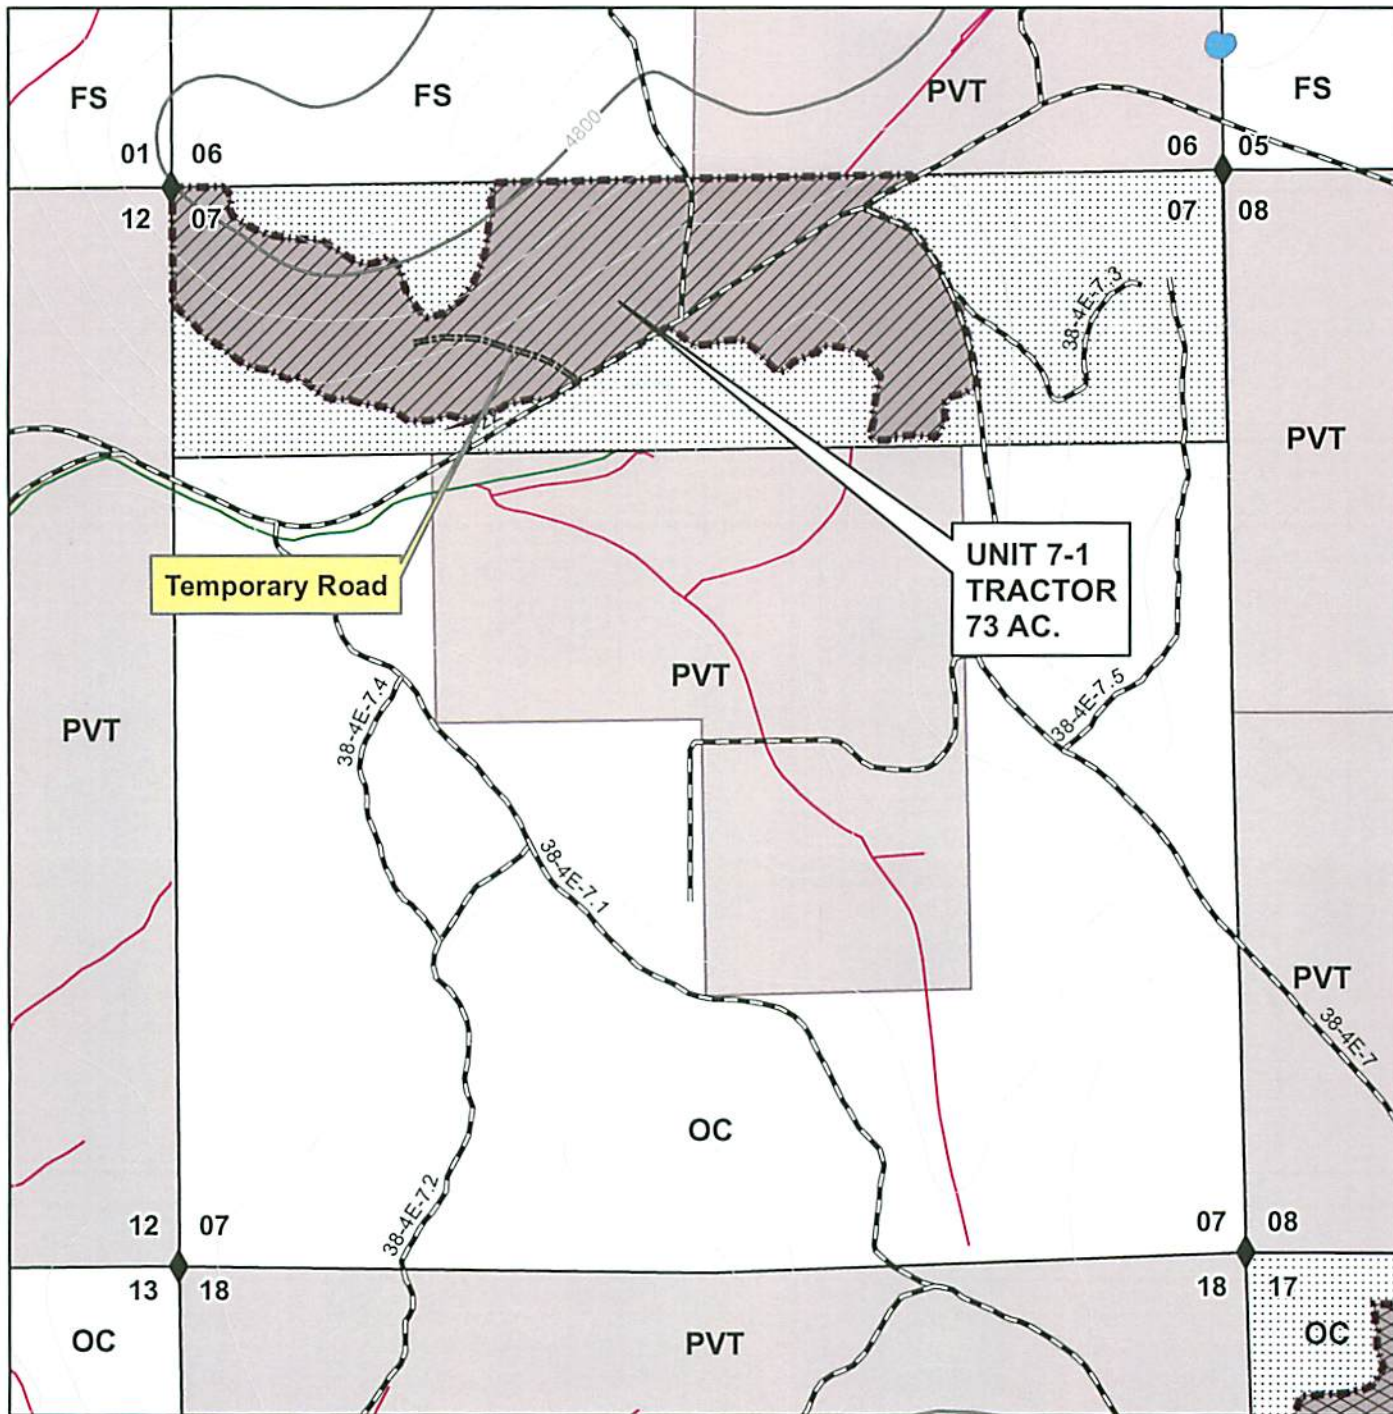 FS
FS
PVT
FS
4800
01
06
06
05
12
07
07
08
38-4E-7.3
PVT
UNIT 7-1
TRACTOR
73 AC.
Temporary Road
PVT
PVT
38-4E-7.4
38-4E-7.5
38-4E-7.1
PVT
38-4E-7
OC
38-4E-7.2
12
07
07
08
13
18
18
17
OC
PVT
OC